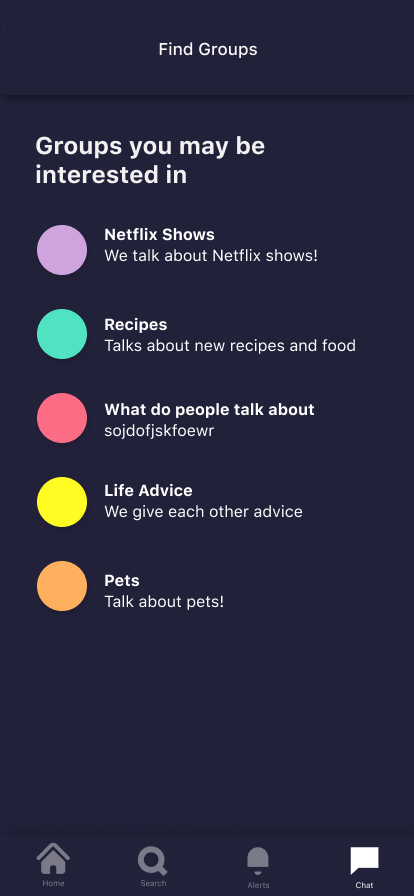 Find Groups
Groups you may be
interested in
Netflix Shows
We talk about Netflix shows!
Recipes
Talks about new recipes and food
What do people talk about
sojdofjskfoewr
Life Advice
We give each other advice
Pets
Talk about pets!
Home
Search
Alerts
Chat